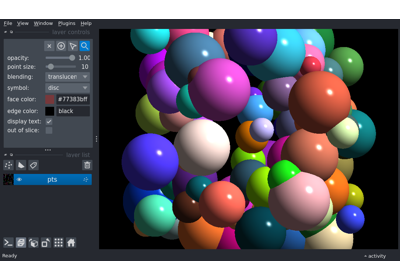 File View Window Plugins Help
layer controls
opacity: 1.00
point size: 10
blending: translucen
symbol: disc
face color: #77383bff
edge color: black
display text:
out of slice:
layer list
pts
Ready
activity